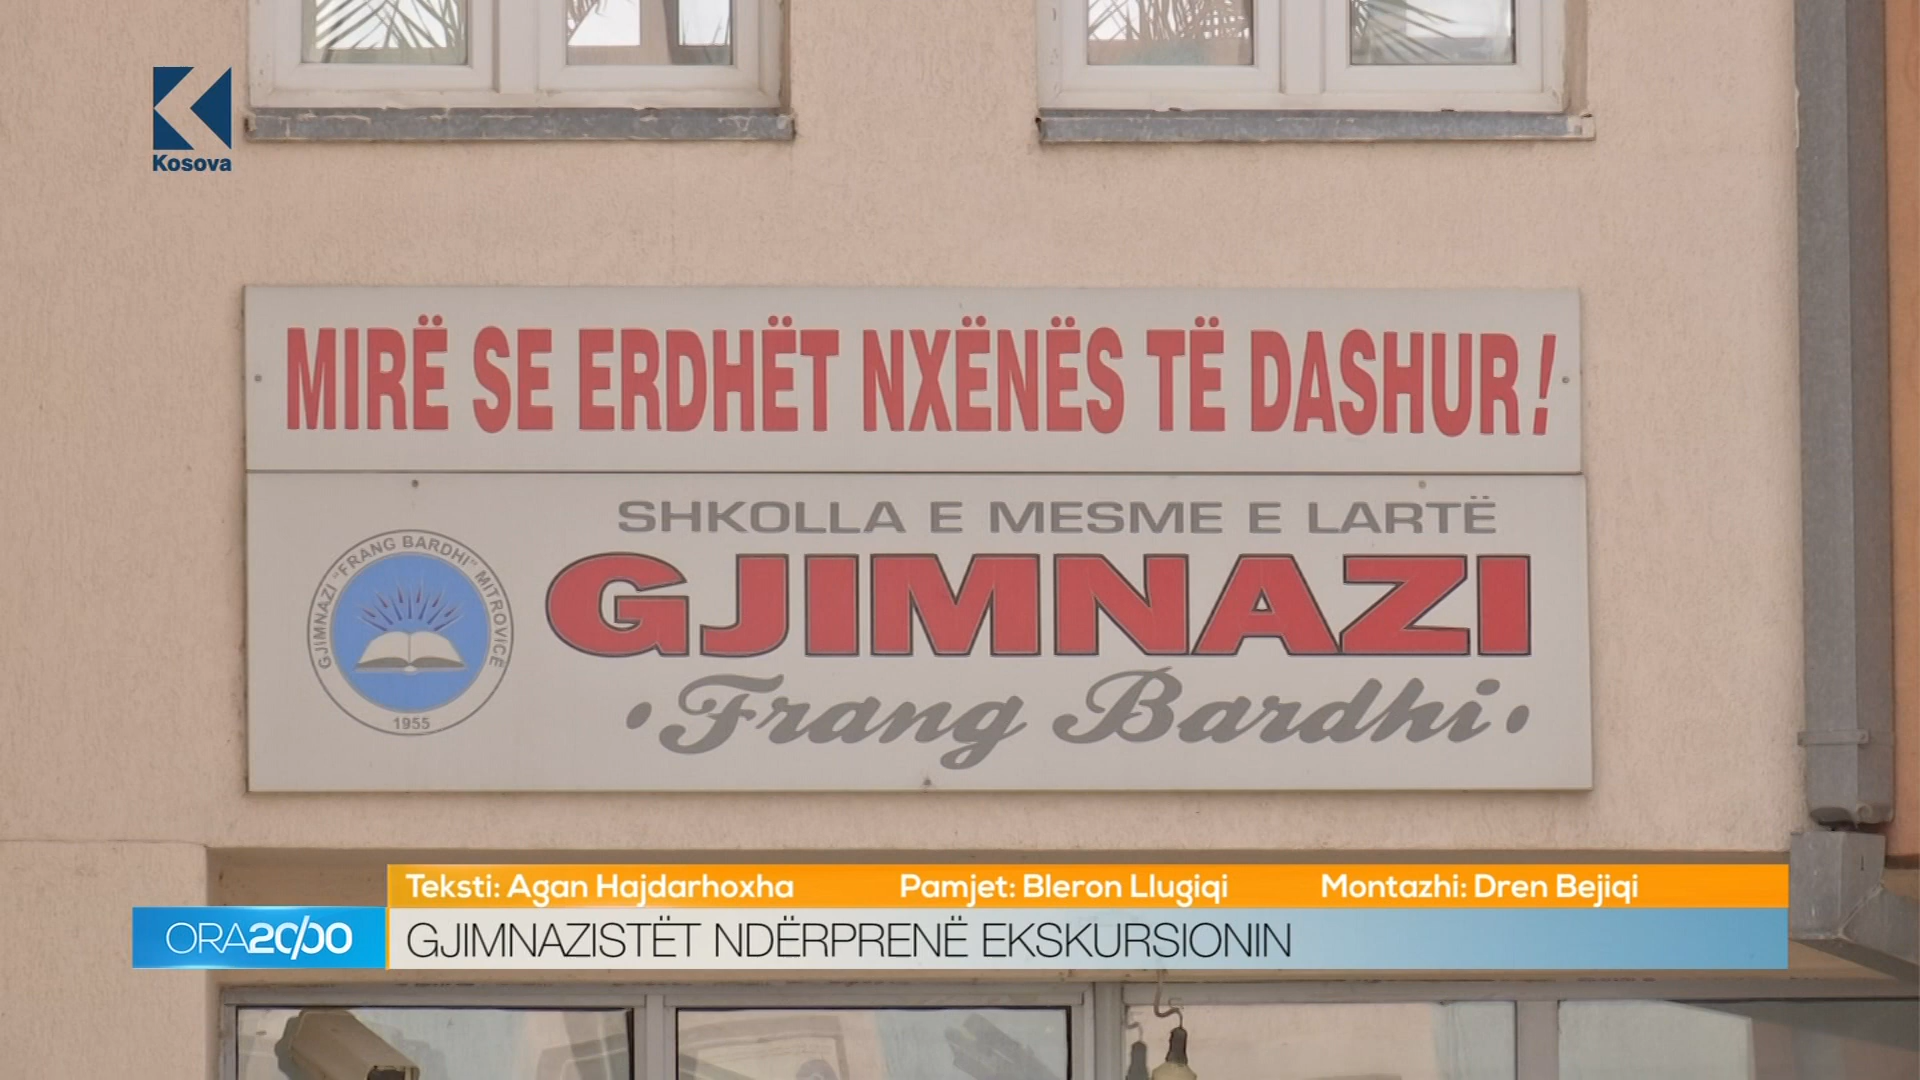 Kosova
MIRË SE ERDHËT NXËNËS TË DASHUR!
SHKOLLA E MESME E LARTË
GJIMNAZI
•Frang Bardhi•
GJIMNAZI "FRANG BARDHI" MITROVICË
1955
Teksti: Agan Hajdarhoxha Pamjet: Bleron Llugiqi Montazhi: Dren Bejiqi
ORA20/00 GJIMNAZISTËT NDËRPRENË EKSKURSIONIN